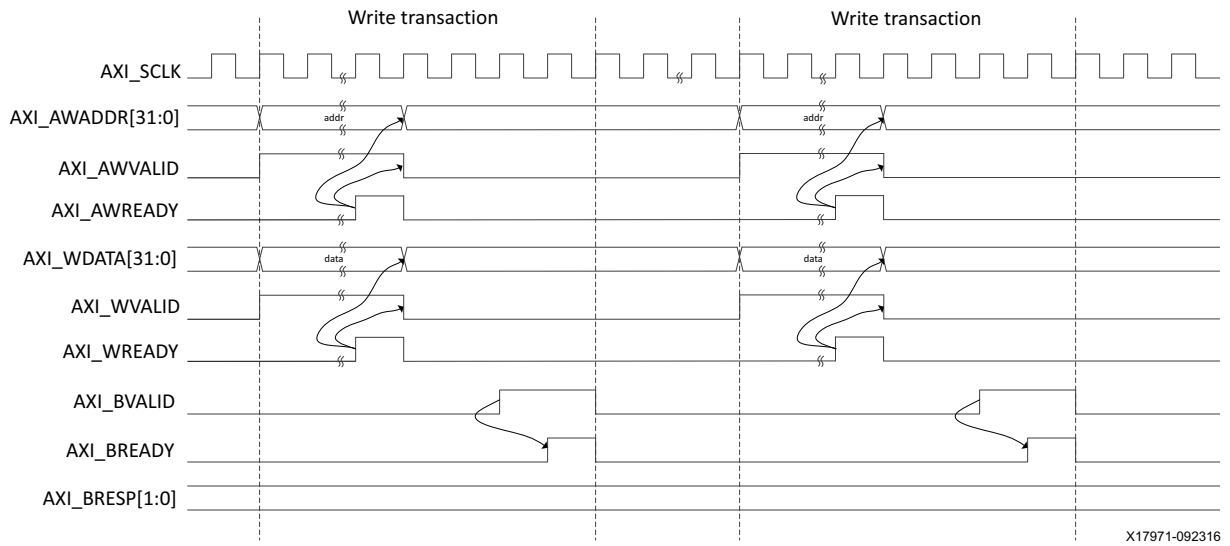 Write transaction Write transaction
AXI_SCLK
AXI_AWADDR[31:0] addr addr
AXI_AWVALID
AXI_AWREADY
AXI_WDATA[31:0] data data
AXI_WVALID
AXI_WREADY
AXI_BVALID
AXI_BREADY
AXI_BRESP[1:0]
X17971-092316